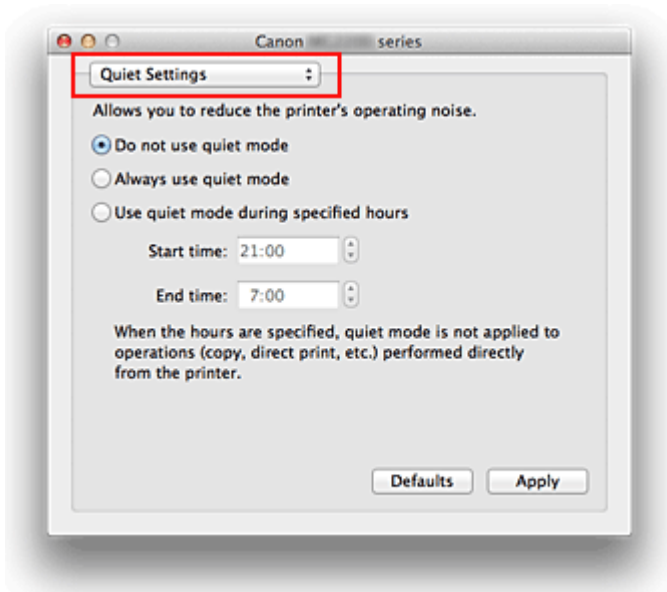 Canon series
Quiet Settings
Allows you to reduce the printer's operating noise.
Do not use quiet mode
Always use quiet mode
Use quiet mode during specified hours
Start time: 21:00
End time: 7:00
When the hours are specified, quiet mode is not applied to
operations (copy, direct print, etc.) performed directly
from the printer.
Defaults Apply